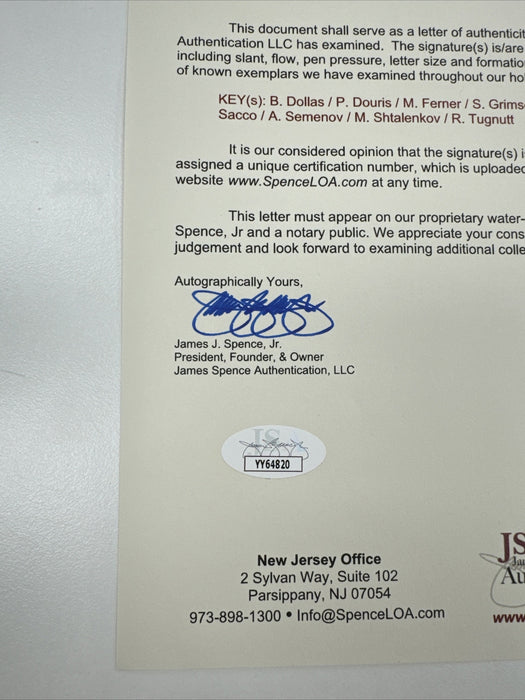 This document shall serve as a letter of authenticit
Authentication LLC has examined. The signature(s) is/are
including slant, flow, pen pressure, letter size and formatio
of known exemplars we have examined throughout our ho
KEY(s): B. Dollas / P. Douris / M. Ferner / S. Grims
Sacco / A. Semenov / M. Shtalenkov / R. Tugnutt
It is our considered opinion that the signature(s) i
assigned a unique certification number, which is uploaded
website www.SpenceLOA.com at any time.
This letter must appear on our proprietary water-
Spence, Jr and a notary public. We appreciate your cons
judgement and look forward to examining additional colle
Autographically Yours,
James J. Spence, Jr.
President, Founder, & Owner
James Spence Authentication, LLC
JS
YY64820
New Jersey Office
2 Sylvan Way, Suite 102
Parsippany, NJ 07054
973-898-1300 • Info@SpenceLOA.com
JS
Au
www